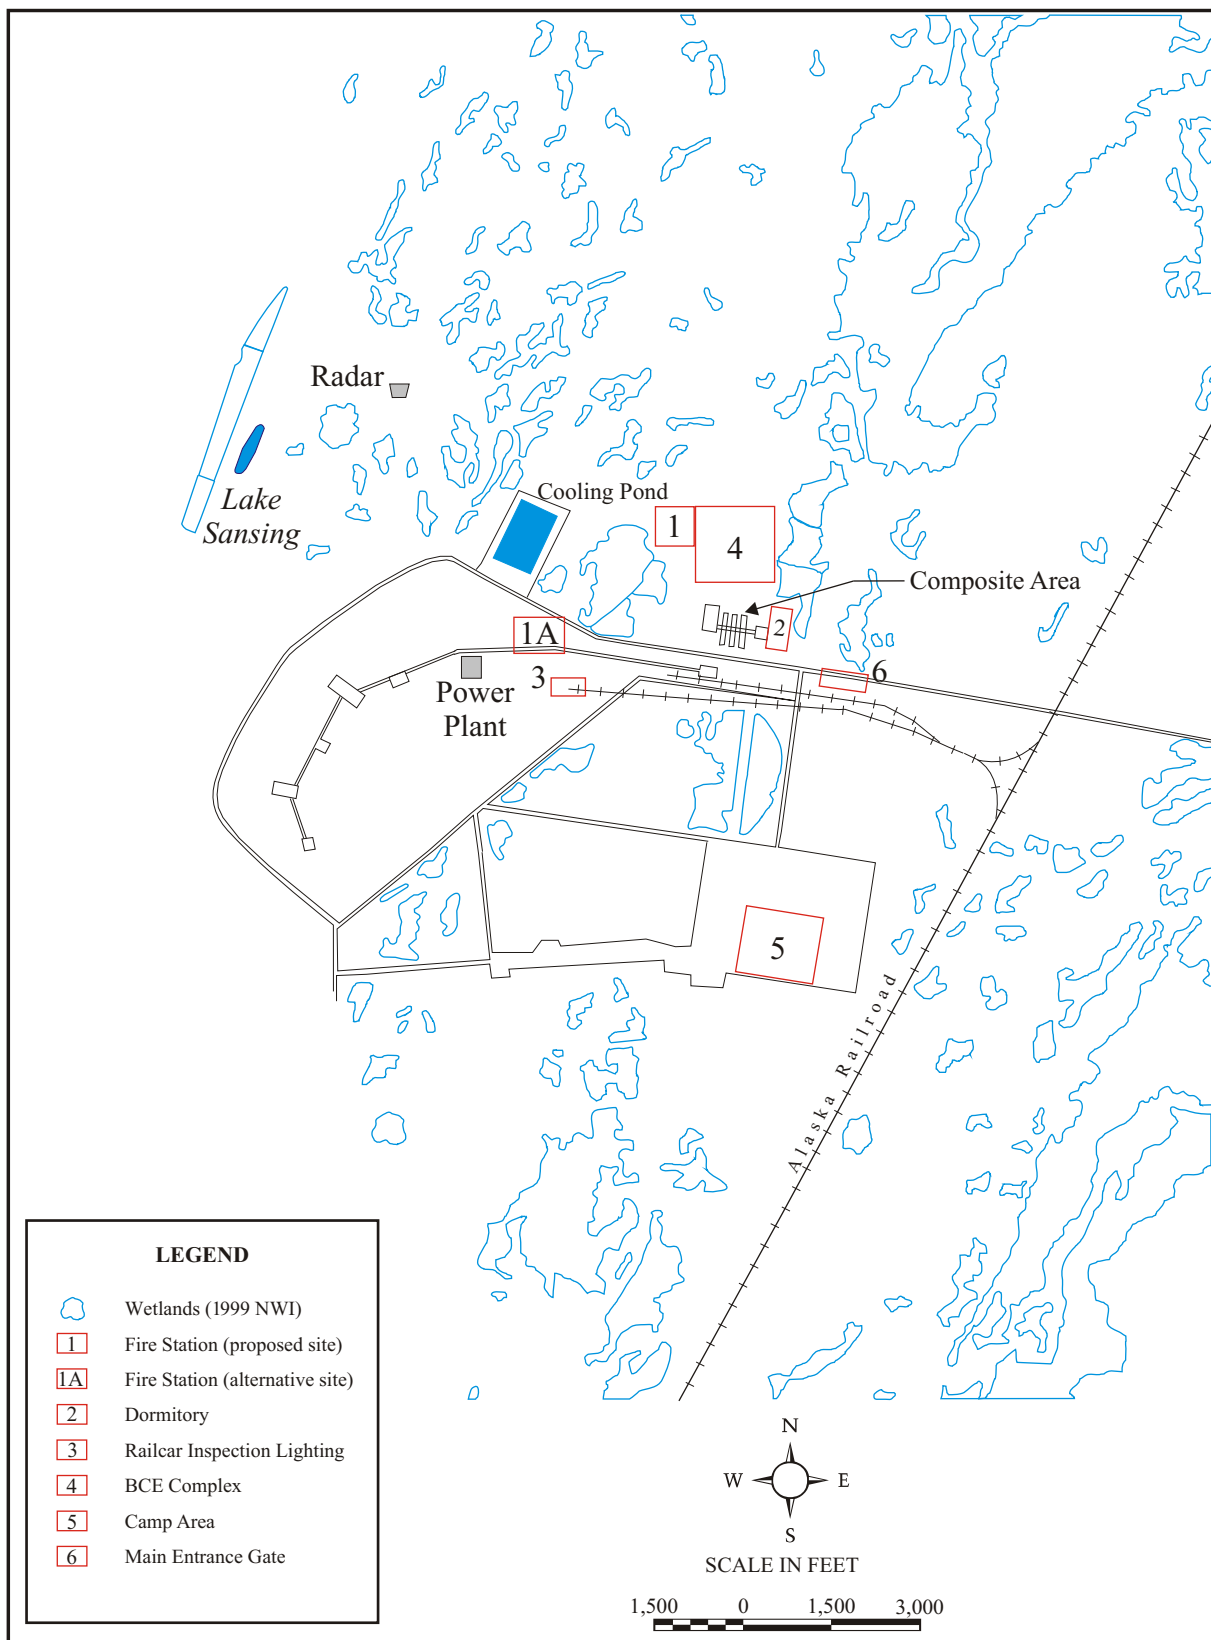 Radar
Lake
Sansing
Cooling Pond
1
4
Composite Area
1A
2
6
3
Power
Plant
5
Alaska Railroad
LEGEND
Wetlands (1999 NWI)
1 Fire Station (proposed site)
1A Fire Station (alternative site)
2 Dormitory
3 Railcar Inspection Lighting
4 BCE Complex
5 Camp Area
6 Main Entrance Gate
N
W E
S
SCALE IN FEET
1,500 0 1,500 3,000